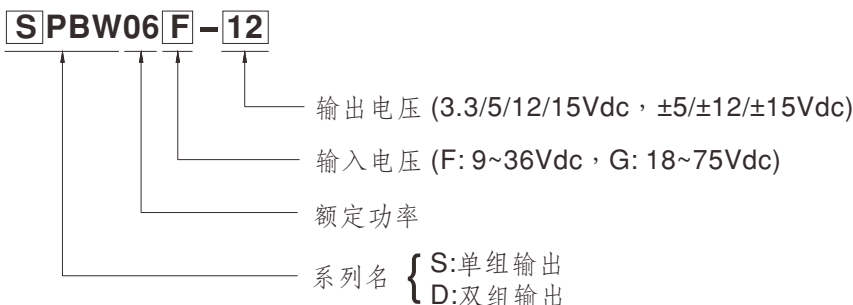 SPBW06F-12
输出电压 (3.3/5/12/15Vdc，±5/±12/±15Vdc)
输入电压 (F: 9~36Vdc，G: 18~75Vdc)
额定功率
系列名 { S:单组输出
D:双组输出